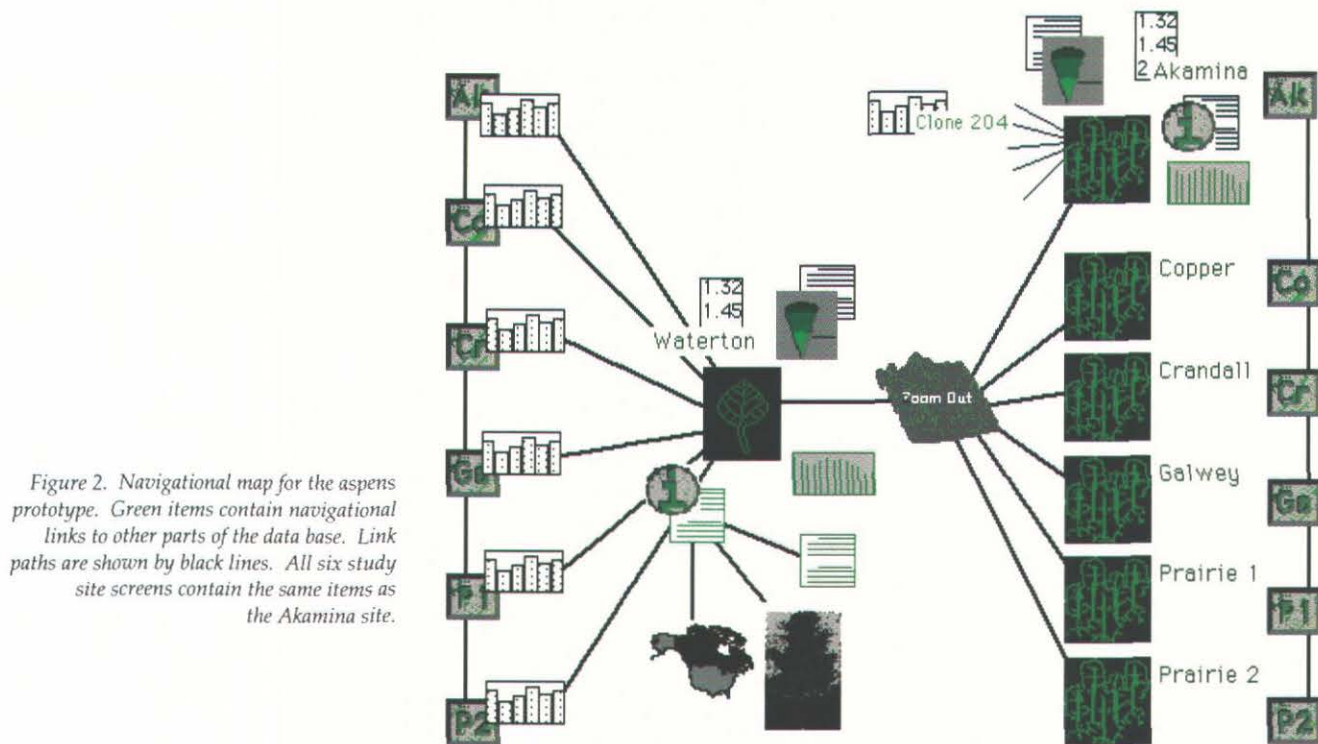 Figure 2. Navigational map for the aspens
prototype. Green items contain navigational
links to other parts of the data base. Link
paths are shown by black lines. All six study
site screens contain the same items as
the Akamina site.
Ak
Co
Cr
Ga
P1
P2
1.32
1.45
Waterton
i
Zoom Out
Clone 204
1.32
1.45
2 Akamina
i
Copper
Crandall
Galwey
Prairie 1
Prairie 2
Ak
Co
Cr
Ga
P1
P2